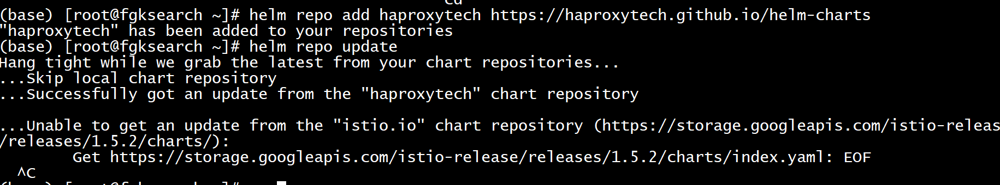 cd
(base) [root@fgksearch ~]# helm repo add haproxytech https://haproxytech.github.io/helm-charts
"haproxytech" has been added to your repositories
(base) [root@fgksearch ~]# helm repo update
Hang tight while we grab the latest from your chart repositories...
...Skip local chart repository
...Successfully got an update from the "haproxytech" chart repository
...Unable to get an update from the "istio.io" chart repository (https://storage.googleapis.com/istio-releas
/releases/1.5.2/charts/):
Get https://storage.googleapis.com/istio-release/releases/1.5.2/charts/index.yaml: EOF
^C
(base) [root@fgksearch ~]#